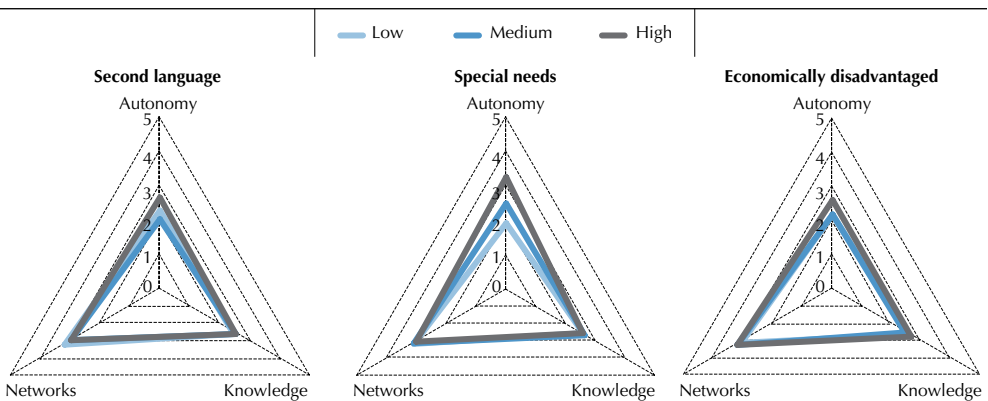 Low Medium High
Second language
Autonomy
5
4
3
2
1
0
Networks Knowledge
Special needs
Autonomy
5
4
3
2
1
0
Networks Knowledge
Economically disadvantaged
Autonomy
5
4
3
2
1
0
Networks Knowledge